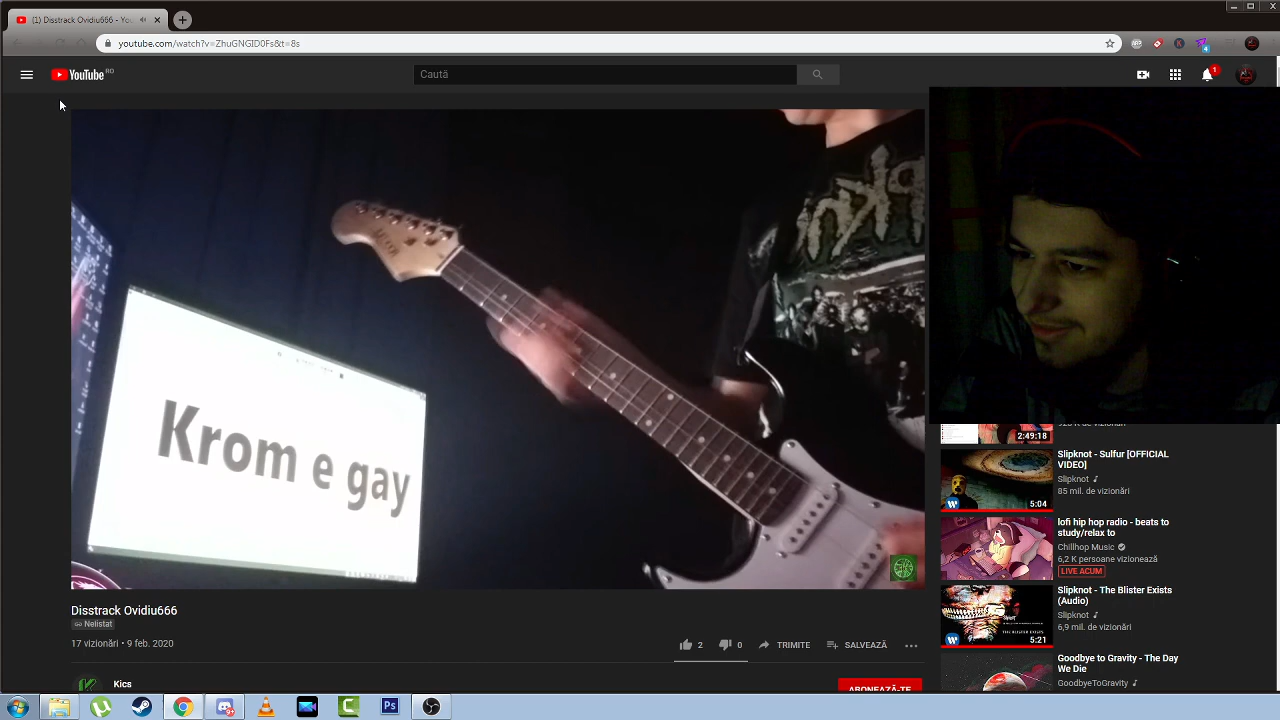 (1) Disstrack Ovidiu666 - You
youtube.com/watch?v=ZhuGNGID0Fs&t=8s
4
YouTube RO
Caută
1
Krom e gay
2:49:18
Slipknot - Sulfur [OFFICIAL
VIDEO]
Slipknot
85 mil. de vizionări
5:04
lofi hip hop radio - beats to
study/relax to
Chillhop Music
6,2 K persoane vizionează
LIVE ACUM
Slipknot - The Blister Exists
(Audio)
Slipknot
6,9 mil. de vizionări
5:21
Goodbye to Gravity - The Day
We Die
GoodbyeToGravity
Disstrack Ovidiu666
Nelistat
17 vizionări • 9 feb. 2020
2
0
TRIMITE
SALVEAZĂ
Kics
ABONEAZĂ-TE
Ps